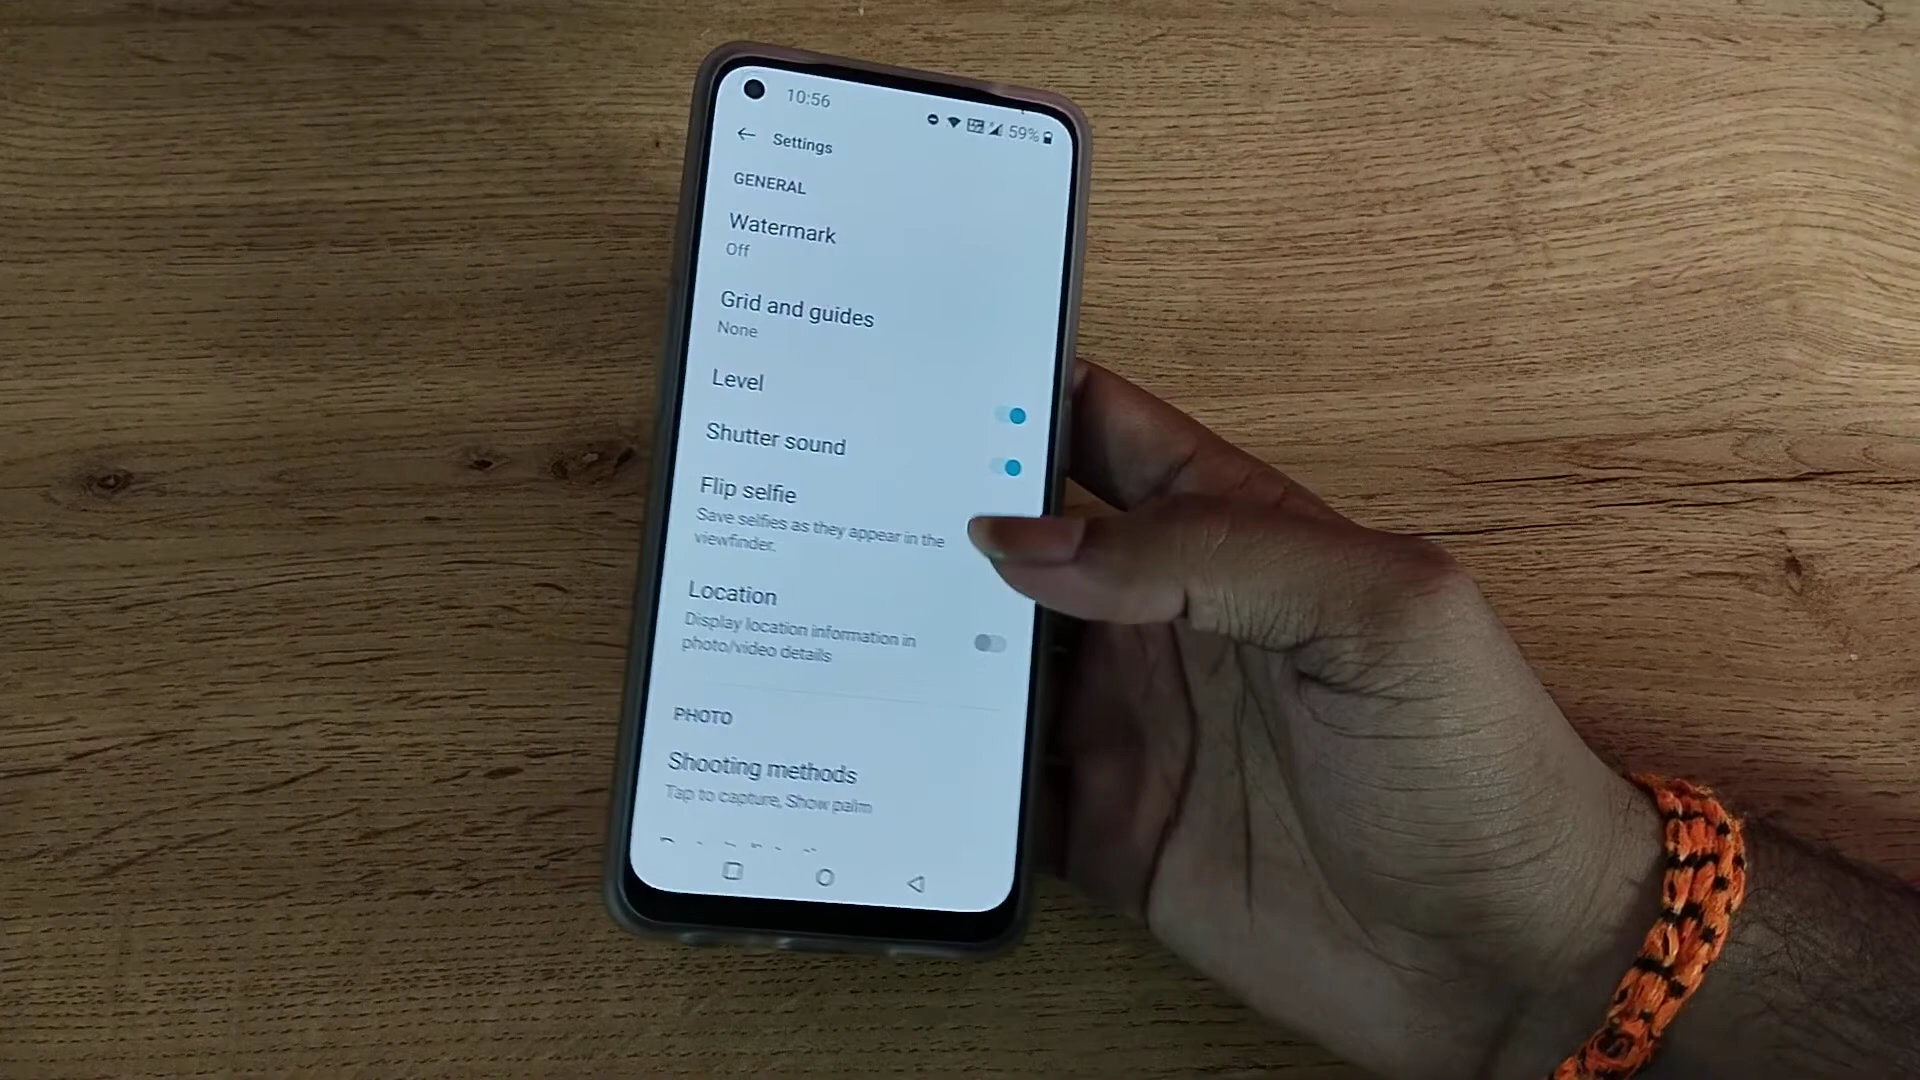 10:56
59%
Settings
GENERAL
Watermark
Off
Grid and guides
None
Level
Shutter sound
Flip selfie
Save selfies as they appear in the
viewfinder.
Location
Display location information in
photo/video details
PHOTO
Shooting methods
Tap to capture, Show palm